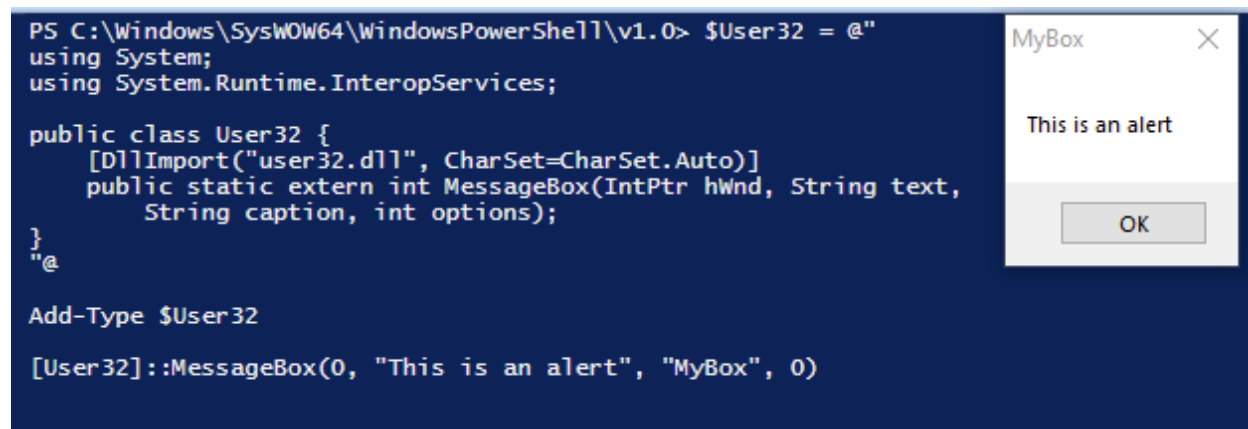 PS C:\Windows\SysWOW64\WindowsPowerShell\v1.0> $User32 = @"
using System;
using System.Runtime.InteropServices;
public class User32 {
[DllImport("user32.dll", CharSet=CharSet.Auto)]
public static extern int MessageBox(IntPtr hWnd, String text,
String caption, int options);
}
"@
Add-Type $User32
[User32]::MessageBox(0, "This is an alert", "MyBox", 0)
MyBox
This is an alert
OK